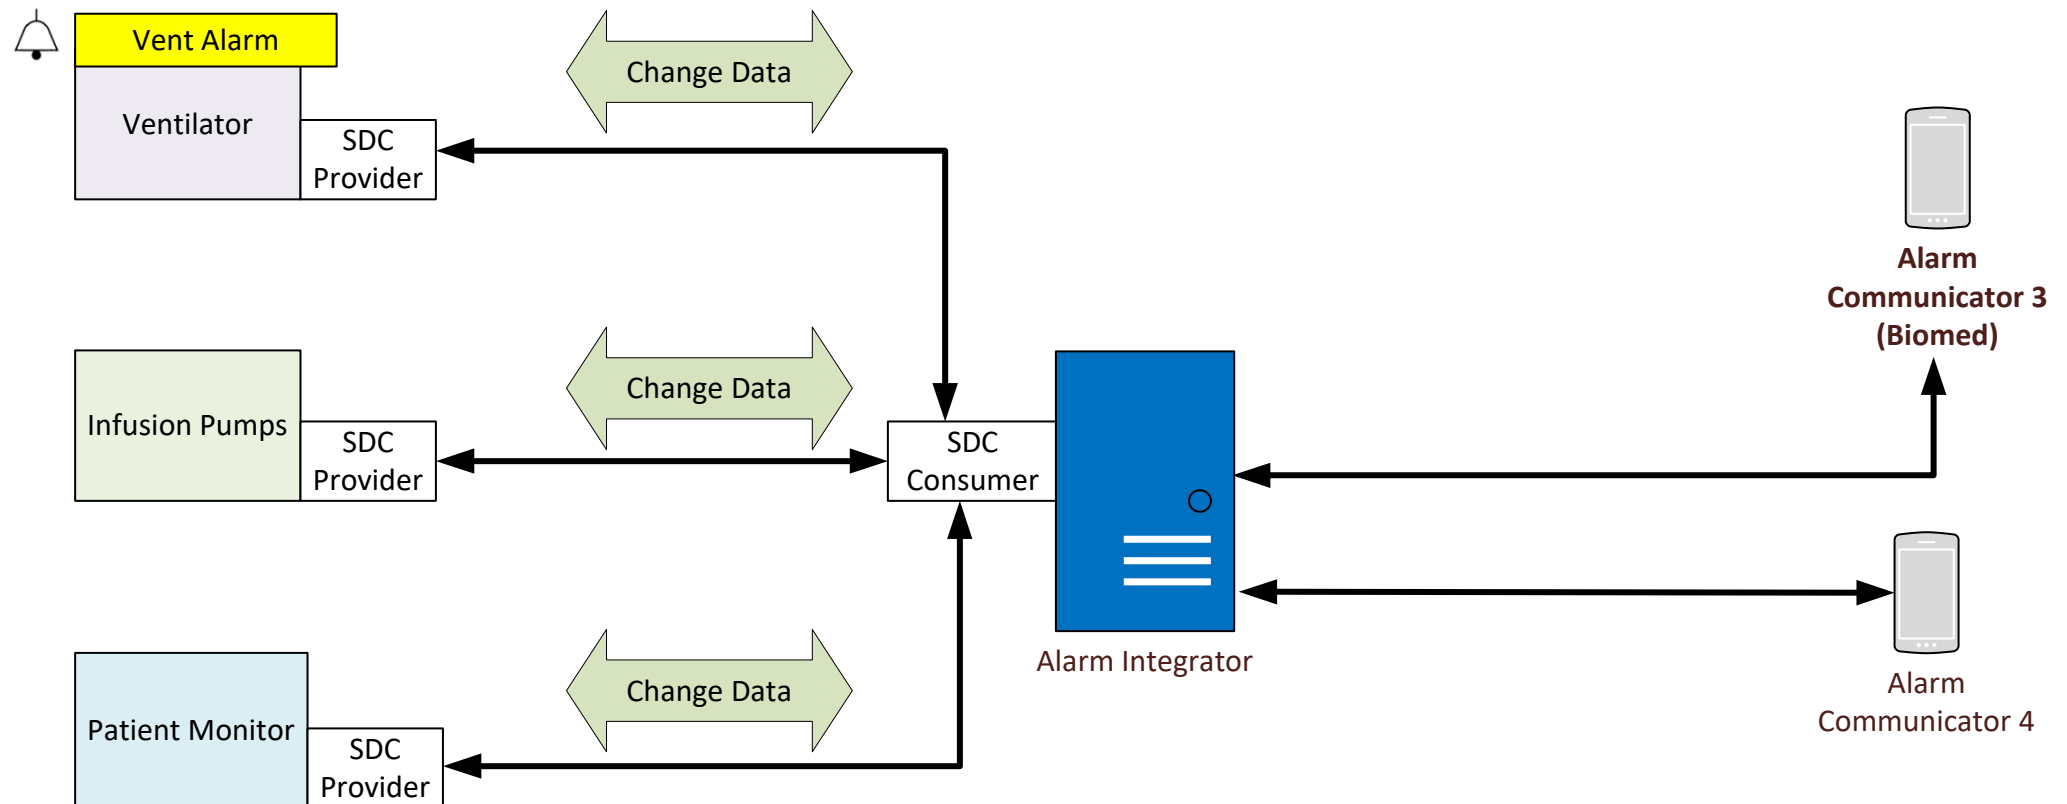 Vent Alarm
Ventilator
SDC
Provider
Change Data
Infusion Pumps
SDC
Provider
Change Data
Patient Monitor
SDC
Provider
Change Data
SDC
Consumer
Alarm Integrator
Alarm
Communicator 3
(Biomed)
Alarm
Communicator 4